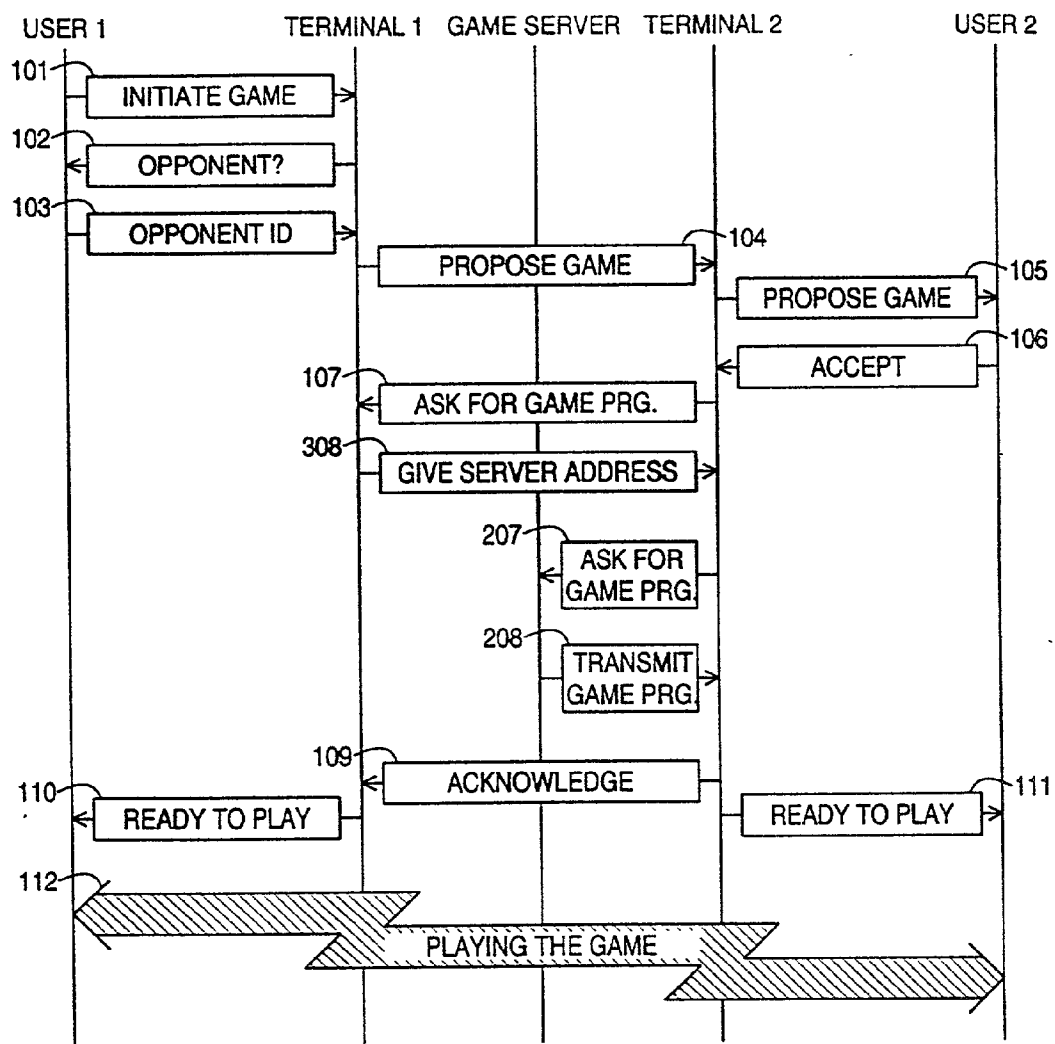 USER 1 TERMINAL 1 GAME SERVER TERMINAL 2 USER 2
101
INITIATE GAME
102
OPPONENT?
103
OPPONENT ID
104
PROPOSE GAME
105
PROPOSE GAME
106
ACCEPT
107
ASK FOR GAME PRG.
308
GIVE SERVER ADDRESS
207
ASK FOR
GAME PRG.
208
TRANSMIT
GAME PRG.
109
ACKNOWLEDGE
110
READY TO PLAY
111
READY TO PLAY
112
PLAYING THE GAME